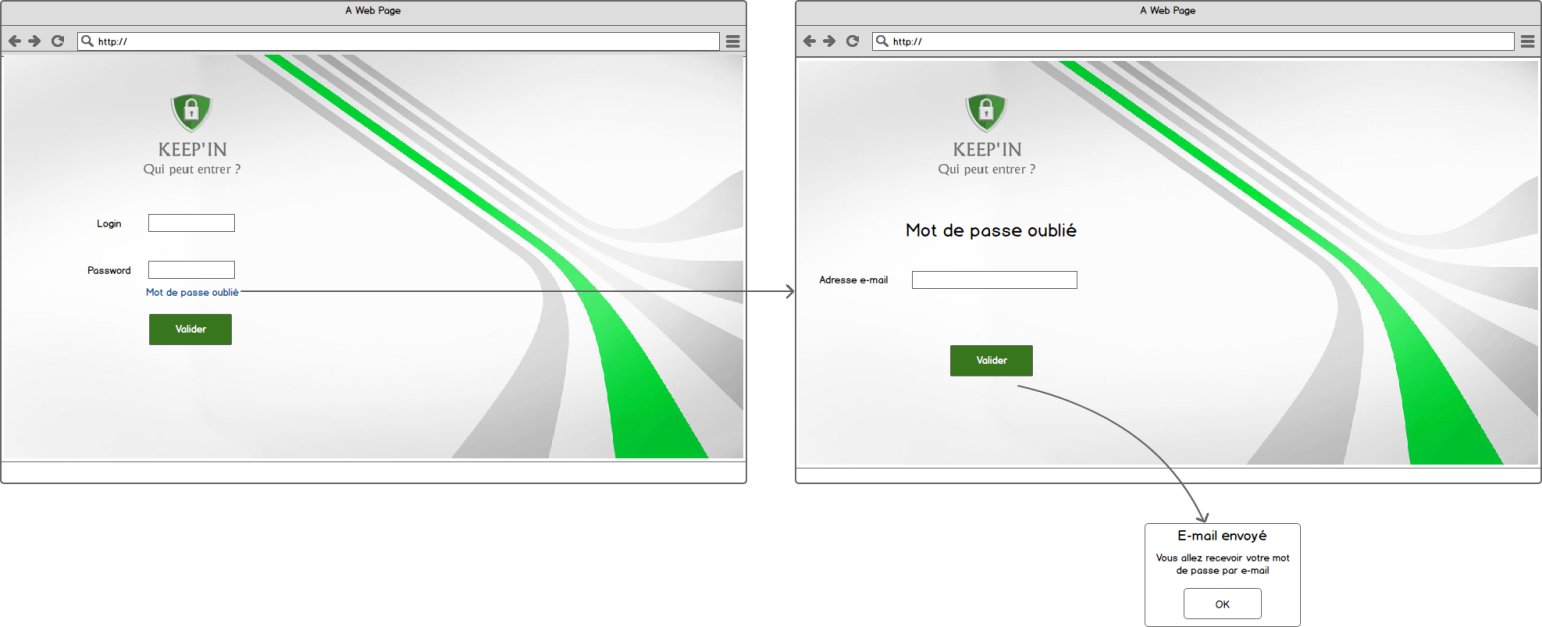 A Web Page
http://
KEEP'IN
Qui peut entrer ?
Login
Password
Mot de passe oublié
Valider
A Web Page
http://
KEEP'IN
Qui peut entrer ?
Mot de passe oublié
Adresse e-mail
Valider
E-mail envoyé
Vous allez recevoir votre mot
de passe par e-mail
OK